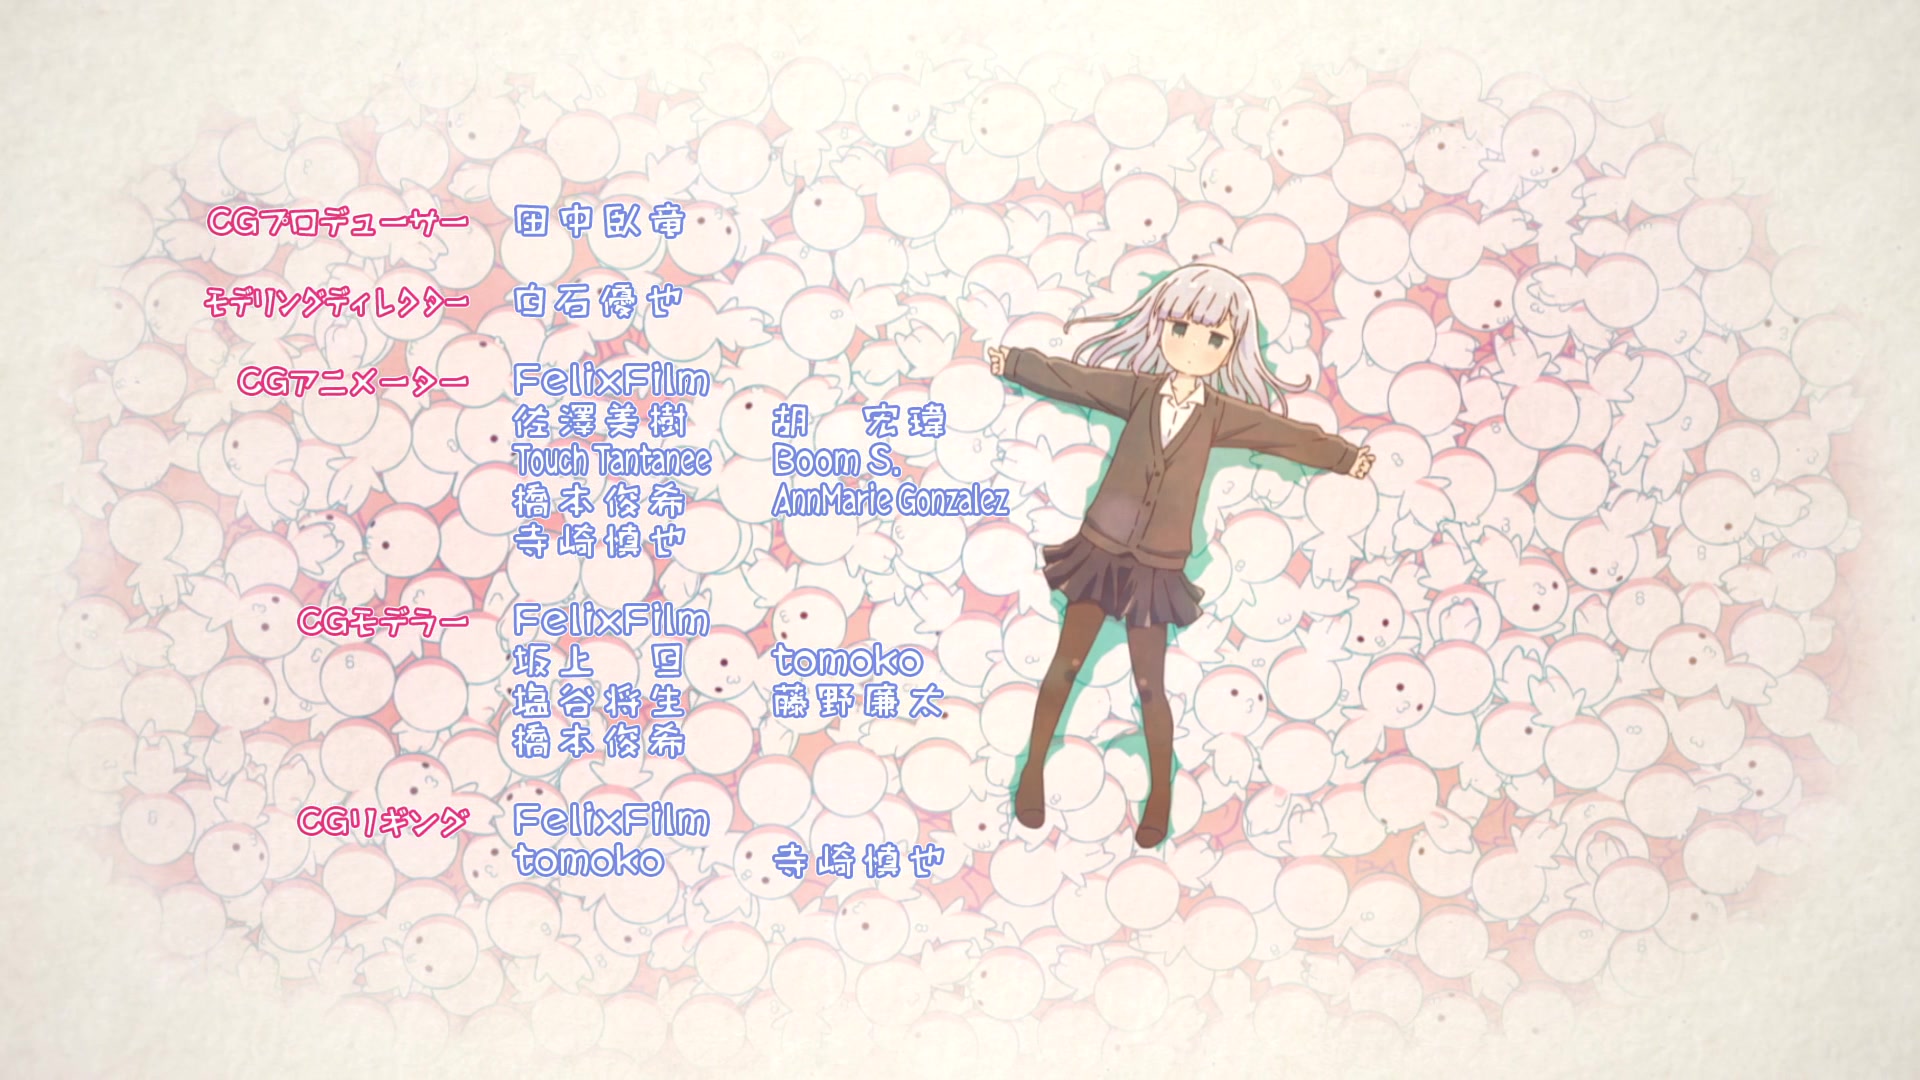 CGプロデューサー 田中臥竜
モデリングディレクター 白石優也
CGアニメーター FelixFilm
佐澤美樹 胡 宏瑋
Touch Tantanee Boom S.
橋本俊希 AnnMarie Gonzalez
寺崎慎也
CGモデラー FelixFilm
坂上 旦 tomoko
塩谷将生 藤野廉太
橋本俊希
CGリギング FelixFilm
tomoko 寺崎慎也